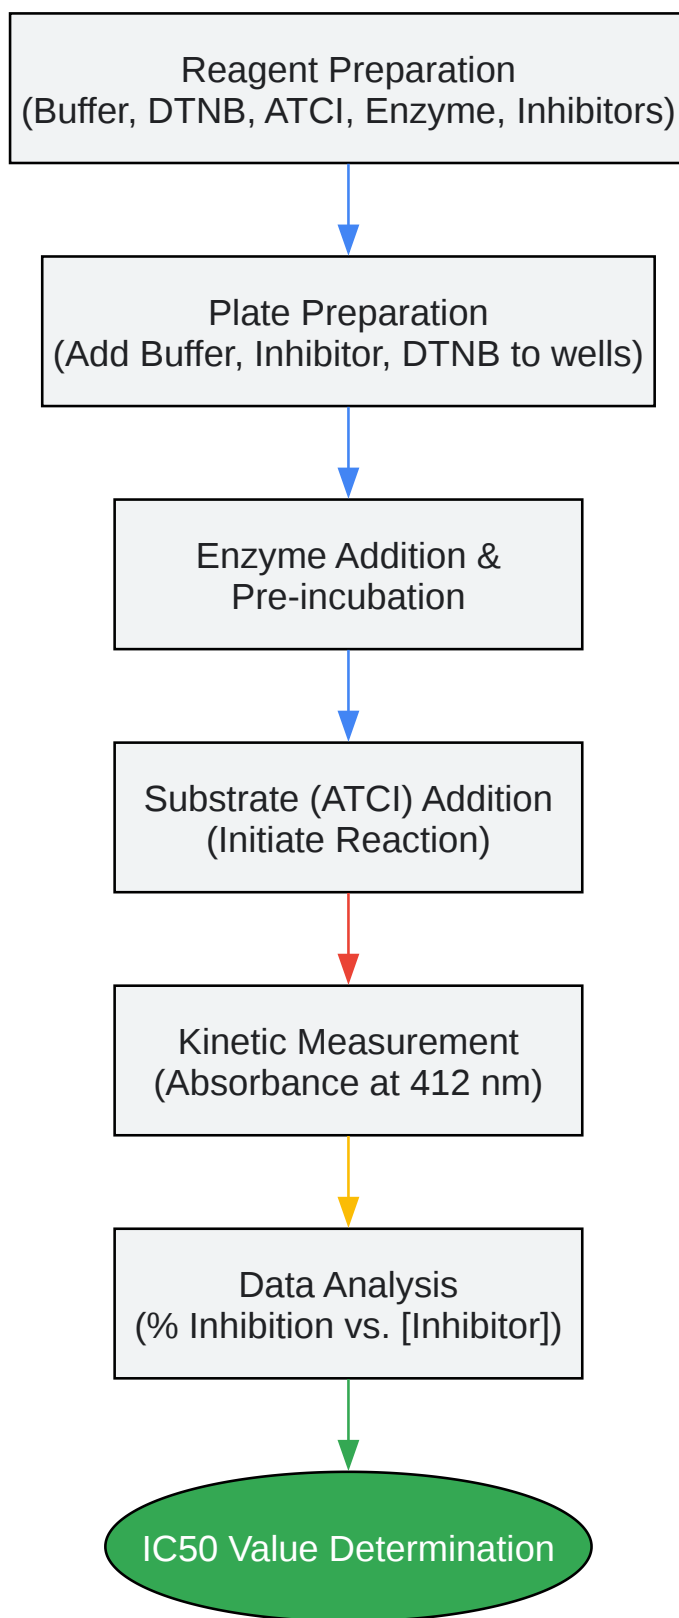 Reagent Preparation
(Buffer, DTNB, ATCI, Enzyme, Inhibitors)
Plate Preparation
(Add Buffer, Inhibitor, DTNB to wells)
Enzyme Addition &
Pre-incubation
Substrate (ATCI) Addition
(Initiate Reaction)
Kinetic Measurement
(Absorbance at 412 nm)
Data Analysis
(% Inhibition vs. [Inhibitor])
IC50 Value Determination